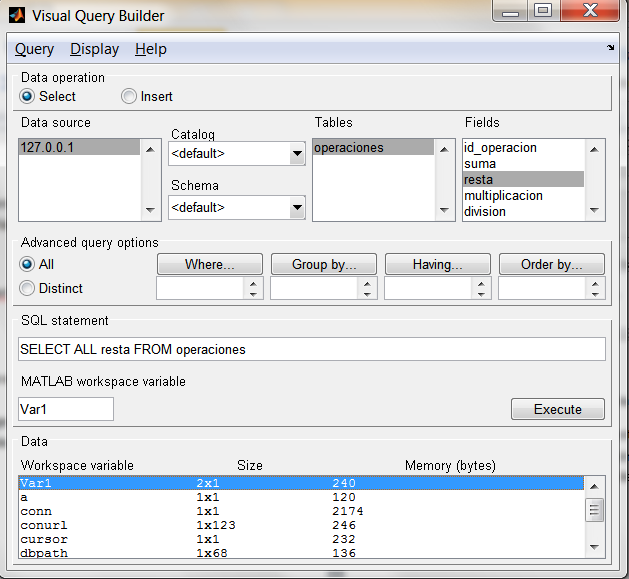 Visual Query Builder
Query Display Help
Data operation
Select Insert
Data source
127.0.0.1
Catalog
<default>
Schema
<default>
Tables
operaciones
Fields
id_operacion
suma
resta
multiplicacion
division
Advanced query options
All
Distinct
Where... Group by... Having... Order by...
SQL statement
SELECT ALL resta FROM operaciones
MATLAB workspace variable
Var1
Execute
Data
Workspace variable Size Memory (bytes)
Var1 2x1 240
a 1x1 120
conn 1x1 2174
conurl 1x123 246
cursor 1x1 232
dbpath 1x68 136